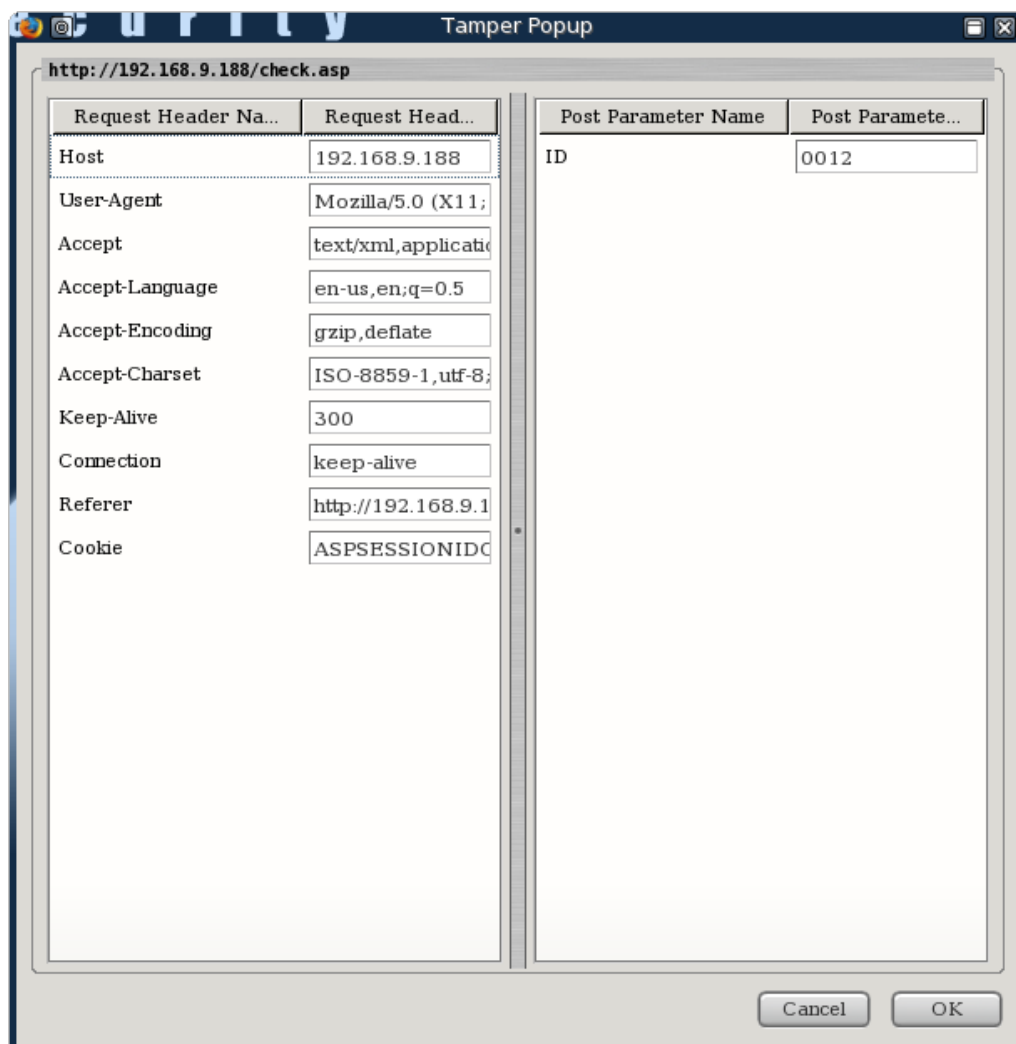 a c u r i t y
Tamper Popup
http://192.168.9.188/check.asp
Request Header Na... Request Head... Post Parameter Name Post Paramete...
Host 192.168.9.188 ID 0012
User-Agent Mozilla/5.0 (X11;
Accept text/xml,applicatio
Accept-Language en-us,en;q=0.5
Accept-Encoding gzip,deflate
Accept-Charset ISO-8859-1,utf-8;
Keep-Alive 300
Connection keep-alive
Referer http://192.168.9.1
Cookie ASPSESSIONID
Cancel OK